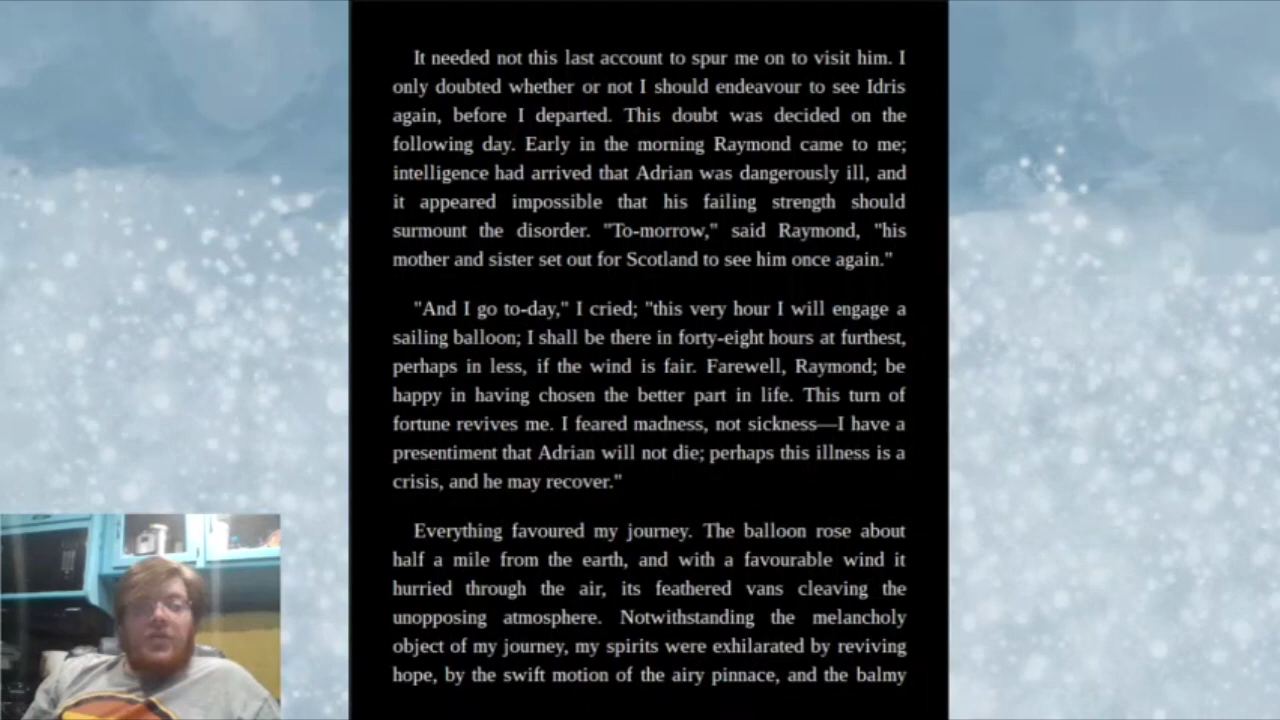 It needed not this last account to spur me on to visit him. I
only doubted whether or not I should endeavour to see Idris
again, before I departed. This doubt was decided on the
following day. Early in the morning Raymond came to me;
intelligence had arrived that Adrian was dangerously ill, and
it appeared impossible that his failing strength should
surmount the disorder. "To-morrow," said Raymond, "his
mother and sister set out for Scotland to see him once again."
"And I go to-day," I cried; "this very hour I will engage a
sailing balloon; I shall be there in forty-eight hours at furthest,
perhaps in less, if the wind is fair. Farewell, Raymond; be
happy in having chosen the better part in life. This turn of
fortune revives me. I feared madness, not sickness—I have a
presentiment that Adrian will not die; perhaps this illness is a
crisis, and he may recover."
Everything favoured my journey. The balloon rose about
half a mile from the earth, and with a favourable wind it
hurried through the air, its feathered vans cleaving the
unopposing atmosphere. Notwithstanding the melancholy
object of my journey, my spirits were exhilarated by reviving
hope, by the swift motion of the airy pinnace, and the balmy